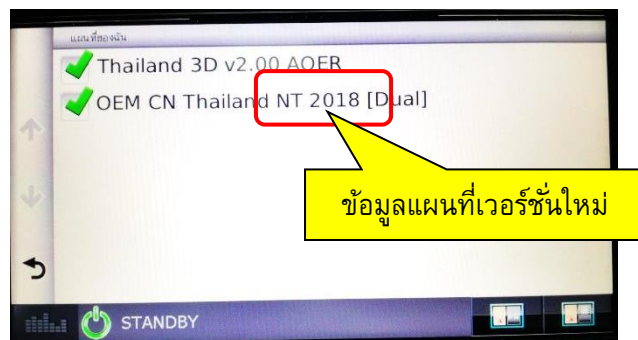 แผนที่ของฉัน
Thailand 3D v2.00 AOER
OEM CN Thailand NT 2018 [Dual]
ข้อมูลแผนที่เวอร์ชั่นใหม่
STANDBY